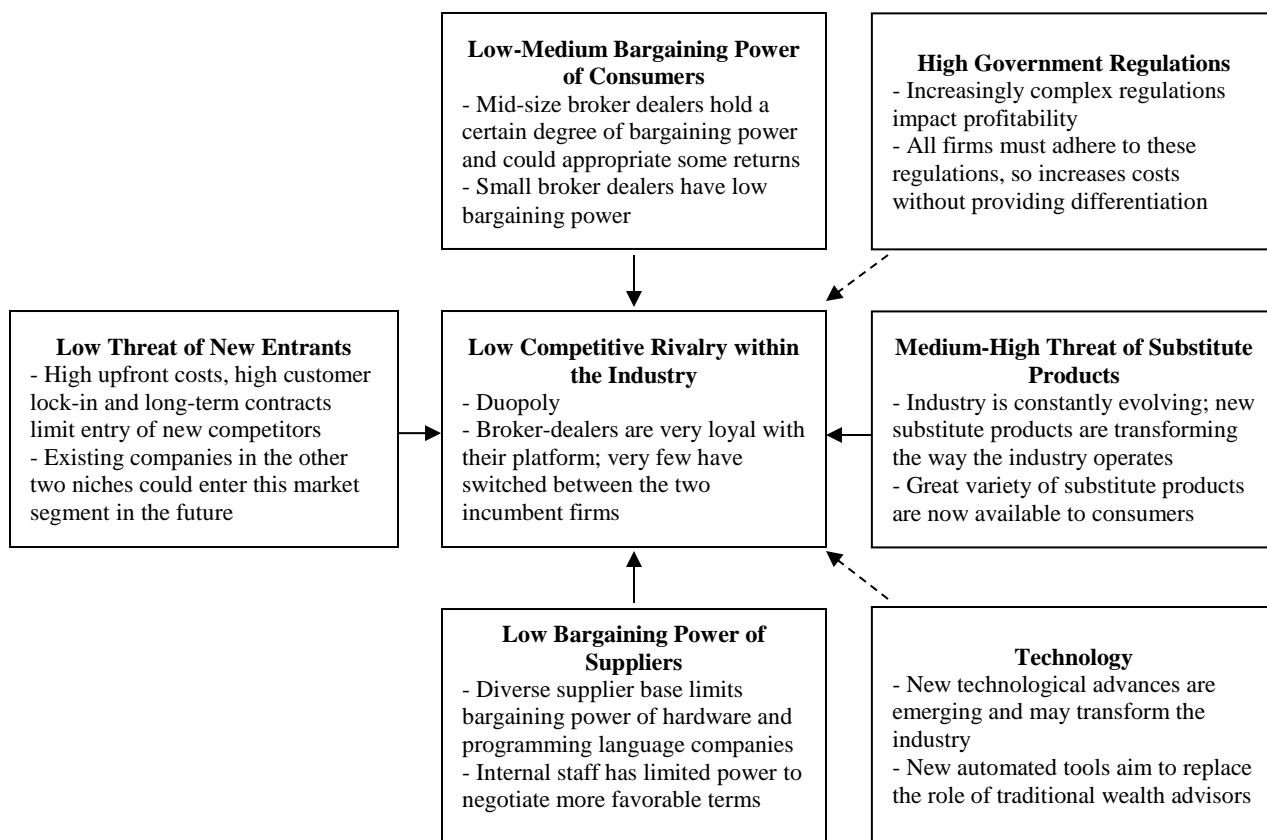 Low-Medium Bargaining Power
of Consumers
- Mid-size broker dealers hold a
certain degree of bargaining power
and could appropriate some returns
- Small broker dealers have low
bargaining power
High Government Regulations
- Increasingly complex regulations
impact profitability
- All firms must adhere to these
regulations, so increases costs
without providing differentiation
Low Threat of New Entrants
- High upfront costs, high customer
lock-in and long-term contracts
limit entry of new competitors
- Existing companies in the other
two niches could enter this market
segment in the future
Low Competitive Rivalry within
the Industry
- Duopoly
- Broker-dealers are very loyal with
their platform; very few have
switched between the two
incumbent firms
Medium-High Threat of Substitute
Products
- Industry is constantly evolving; new
substitute products are transforming
the way the industry operates
- Great variety of substitute products
are now available to consumers
Low Bargaining Power of
Suppliers
- Diverse supplier base limits
bargaining power of hardware and
programming language companies
- Internal staff has limited power to
negotiate more favorable terms
Technology
- New technological advances are
emerging and may transform the
industry
- New automated tools aim to replace
the role of traditional wealth advisors